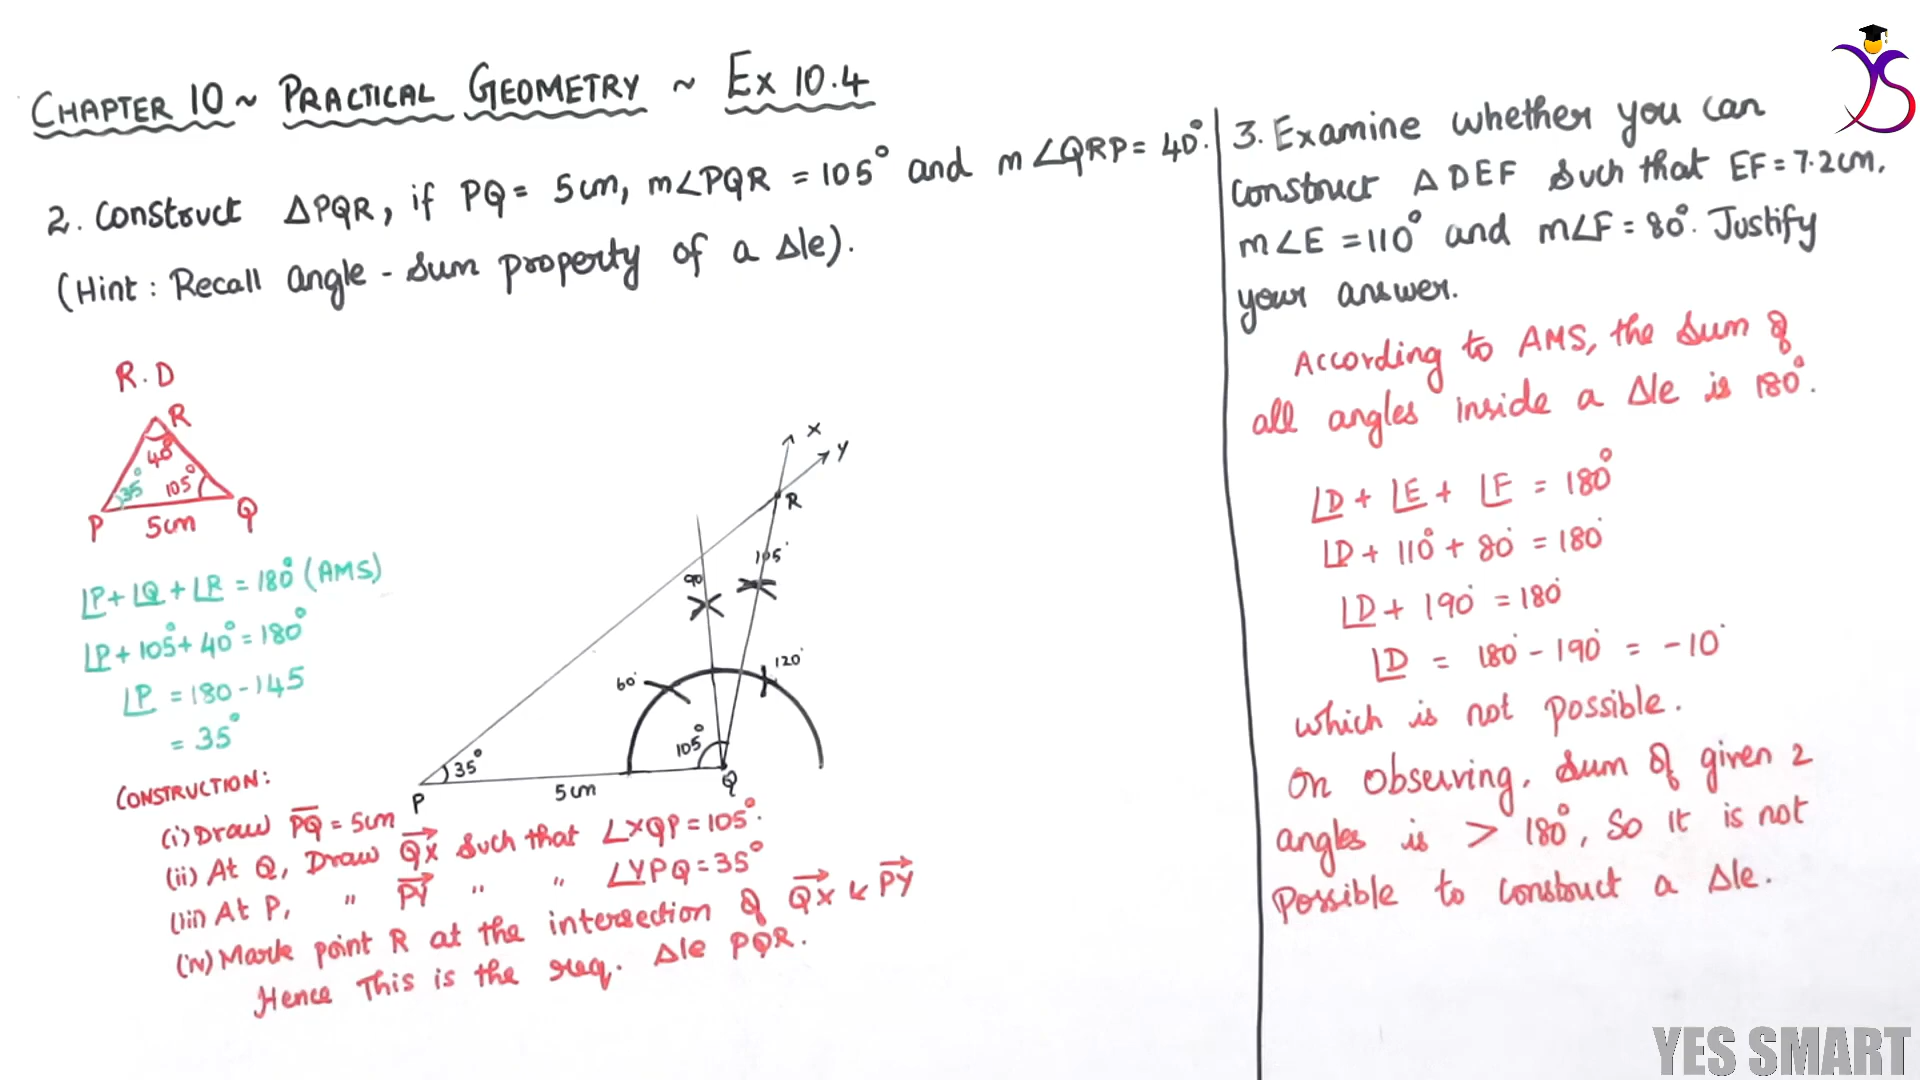 CHAPTER 10 ~ PRACTICAL GEOMETRY ~ EX 10.4
2. Construct ΔPQR, if PQ = 5cm, m∠PQR = 105° and m∠QRP = 40°.
(Hint : Recall angle - sum property of a Δle).
R.D
R
40°
35°
105°
P
5cm
Q
∠P + ∠Q + ∠R = 180° (AMS)
∠P + 105° + 40° = 180°
∠P = 180 - 145
= 35°
X
Y
R
105°
90
120°
60°
105°
35°
P
5cm
Q
CONSTRUCTION:
(i) Draw PQ = 5cm
(ii) At Q, Draw QX such that ∠XQP = 105°.
(iii) At P, " PY " " ∠YPQ = 35°
(iv) Mark point R at the intersection of QX & PY
Hence This is the req. Δle PQR.
3. Examine whether you can
construct ΔDEF such that EF = 7.2cm,
m∠E = 110° and m∠F = 80°. Justify
your answer.
According to AMS, the sum of
all angles inside a Δle is 180°.
∠D + ∠E + ∠F = 180°
∠D + 110° + 80° = 180°
∠D + 190° = 180°
∠D = 180° - 190° = -10°
which is not possible.
On observing, sum of given 2
angles is > 180°, so it is not
possible to construct a Δle.
YS
YES SMART